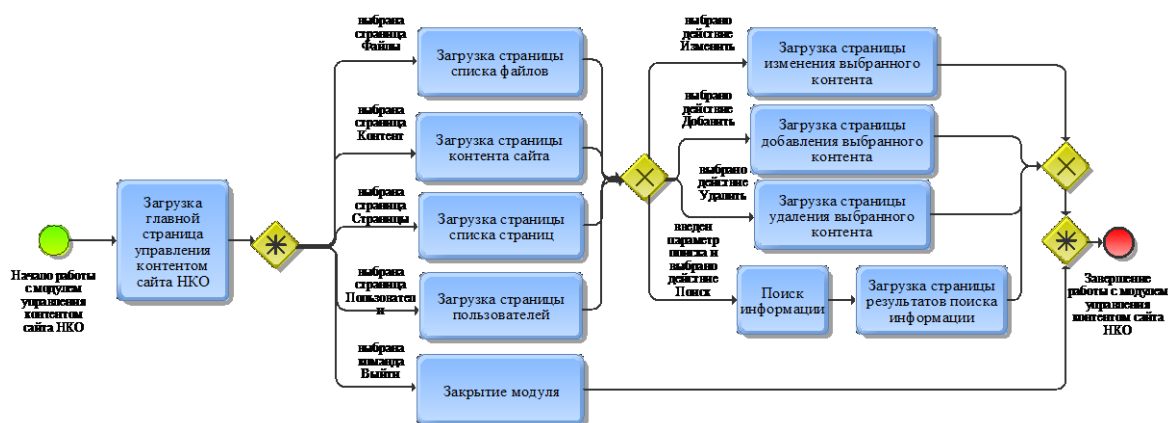 Начало работы
с модулем
управления
контентом
сайта НКО
Загрузка
главной
страница
управления
контентом
сайта НКО
выбрана
страница
Файлы
Загрузка страницы
списка файлов
выбрана
страница
Контент
Загрузка страницы
контента сайта
выбрана
страница
Страницы
Загрузка страницы
списка страниц
выбрана
страница
Пользовател
и
Загрузка страницы
пользователей
выбрана
команда
Выйти
Закрытие модуля
выбрано
действие
Изменить
Загрузка страницы
изменения выбранного
контента
выбрано
действие
Добавить
Загрузка страницы
добавления выбранного
контента
выбрано
действие
Удалить
Загрузка страницы
удаления выбранного
контента
введен
параметр
поиска и
выбрано
действие
Поиск
Поиск
информации
Загрузка страницы
результатов поиска
информации
Завершение
работы с модулем
управления
контентом сайта
НКО